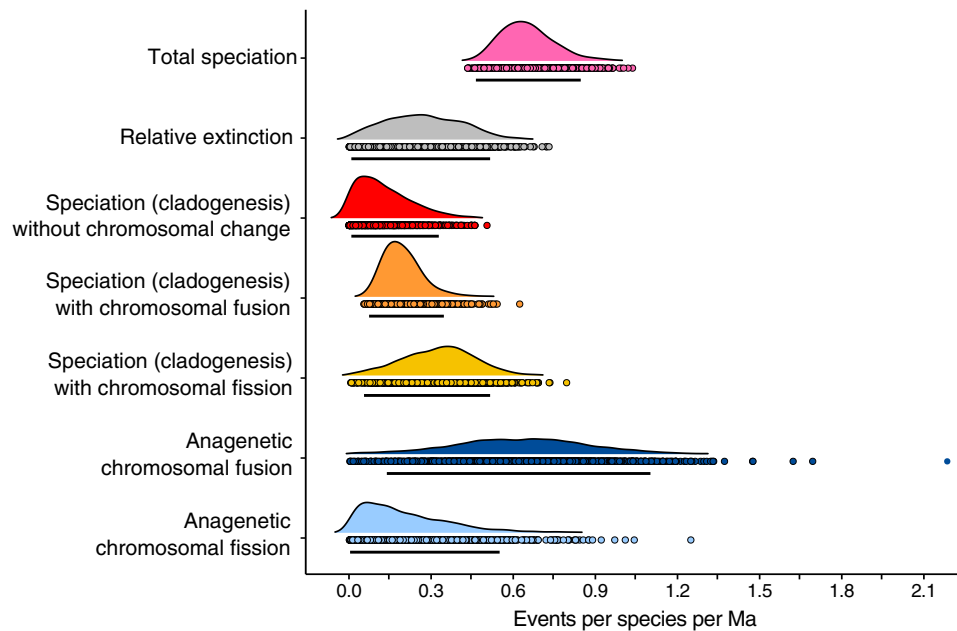 Total speciation
Relative extinction
Speciation (cladogenesis)
without chromosomal change
Speciation (cladogenesis)
with chromosomal fusion
Speciation (cladogenesis)
with chromosomal fission
Anagenetic
chromosomal fusion
Anagenetic
chromosomal fission
0.0 0.3 0.6 0.9 1.2 1.5 1.8 2.1
Events per species per Ma